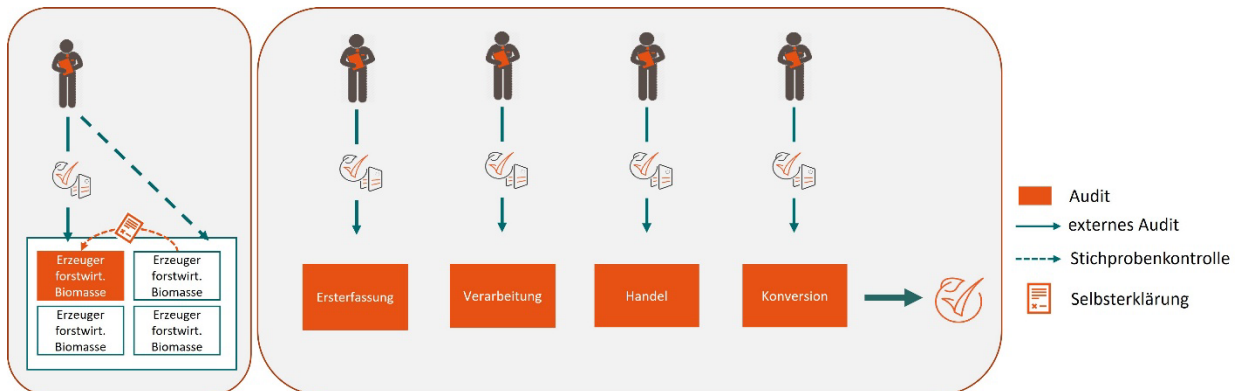 Erzeuger
forstwirt.
Biomasse
Erzeuger
forstwirt.
Biomasse
Erzeuger
forstwirt.
Biomasse
Erzeuger
forstwirt.
Biomasse
Ersterfassung
Verarbeitung
Handel
Konversion
Audit
externes Audit
Stichprobenkontrolle
Selbsterklärung